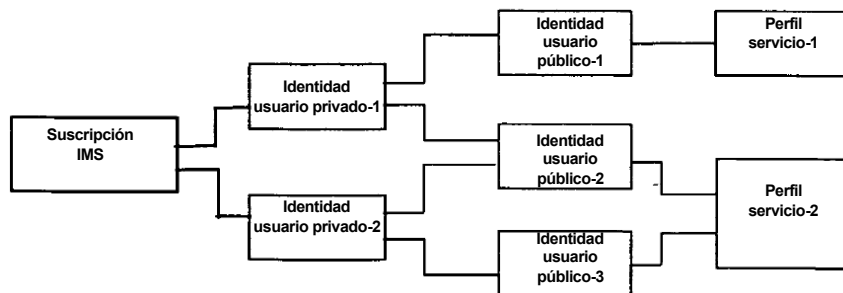 Identidad
usuario
público-1
Perfil
servicio-1
Identidad
usuario privado-1
Suscripción
IMS
Identidad
usuario
público-2
Perfil
servicio-2
Identidad
usuario privado-2
Identidad
usuario
público-3